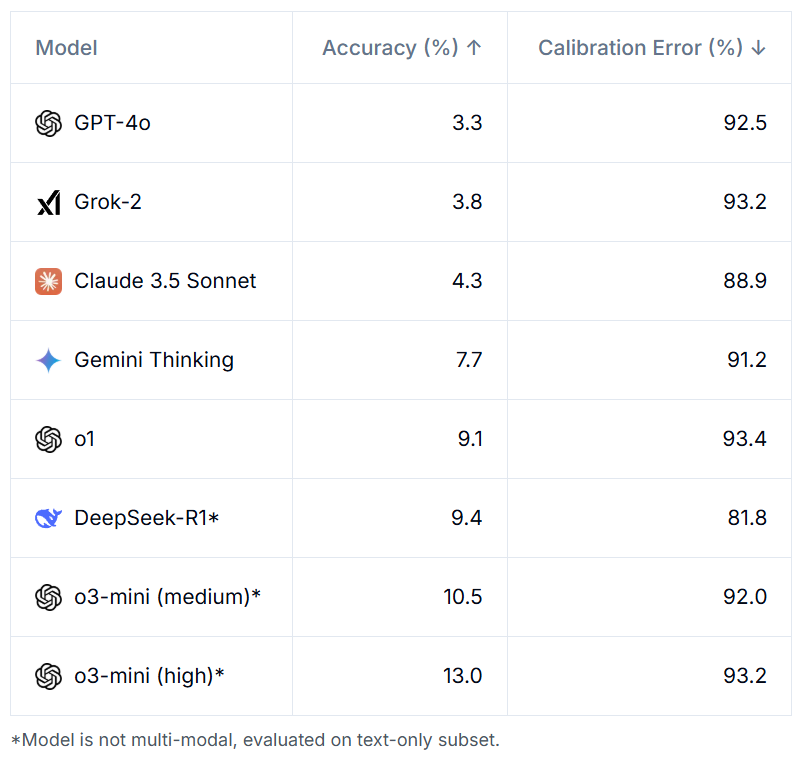 Model Accuracy (%) ↑ Calibration Error (%) ↓
GPT-4o 3.3 92.5
Grok-2 3.8 93.2
Claude 3.5 Sonnet 4.3 88.9
Gemini Thinking 7.7 91.2
o1 9.1 93.4
DeepSeek-R1* 9.4 81.8
o3-mini (medium)* 10.5 92.0
o3-mini (high)* 13.0 93.2
*Model is not multi-modal, evaluated on text-only subset.